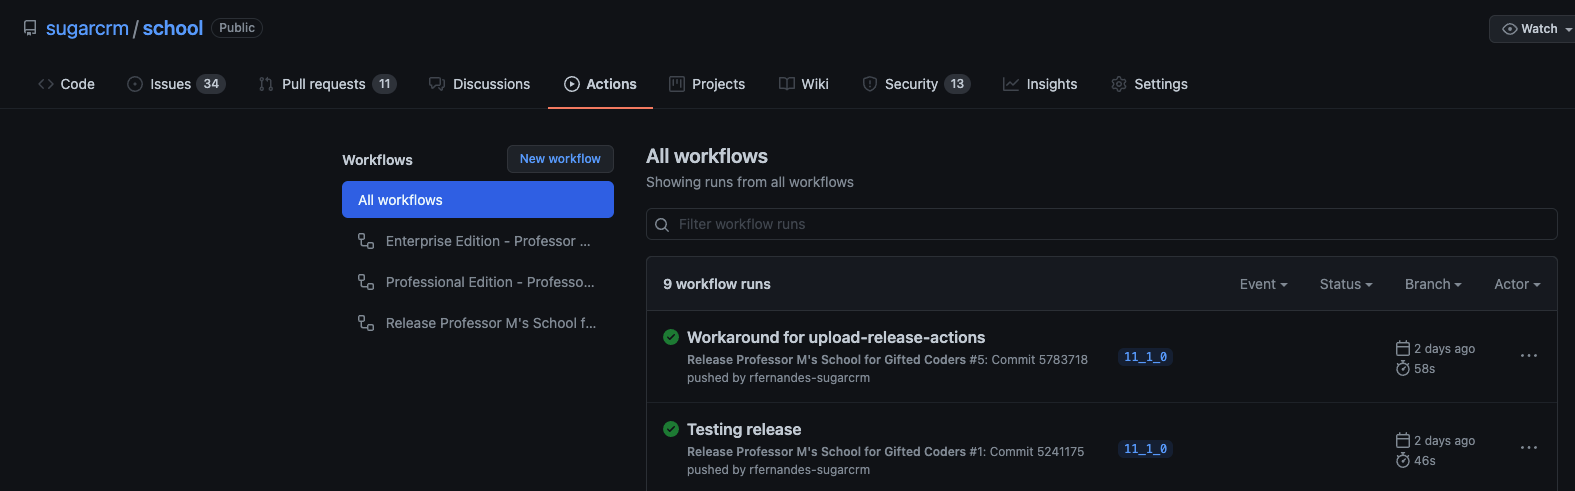 sugarcrm / school Public
Watch
Code Issues 34 Pull requests 11 Discussions Actions Projects Wiki Security 13 Insights Settings
Workflows New workflow
All workflows
Enterprise Edition - Professor ...
Professional Edition - Professo...
Release Professor M's School f...
All workflows
Showing runs from all workflows
Filter workflow runs
9 workflow runs Event Status Branch Actor
Workaround for upload-release-actions
Release Professor M's School for Gifted Coders #5: Commit 5783718
pushed by rfernandes-sugarcrm
11_1_0
2 days ago
58s
Testing release
Release Professor M's School for Gifted Coders #1: Commit 5241175
pushed by rfernandes-sugarcrm
11_1_0
2 days ago
46s